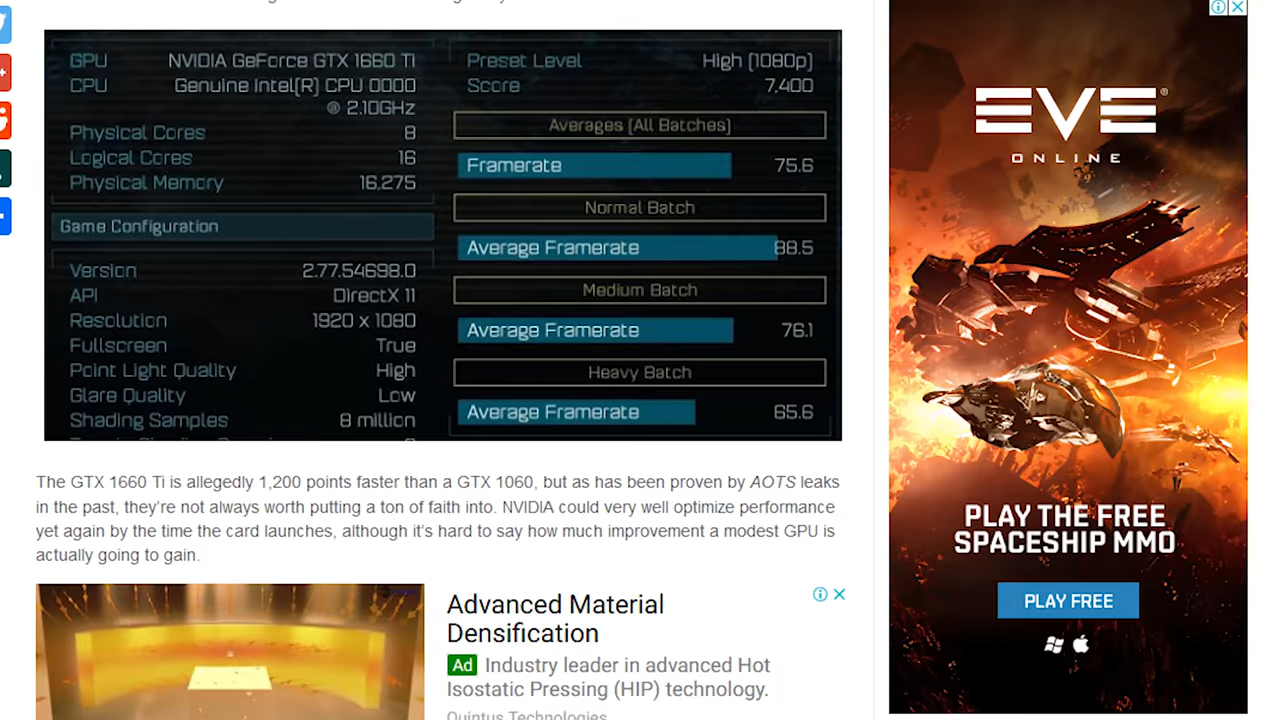 GPU NVIDIA GeForce GTX 1660 Ti
CPU Genuine Intel(R) CPU 0000
@ 2.10GHz
Physical Cores 8
Logical Cores 16
Physical Memory 16,275
Game Configuration
Version 2.77.54698.0
API DirectX 11
Resolution 1920 x 1080
Fullscreen True
Point Light Quality High
Glare Quality Low
Shading Samples 8 million
Preset Level High (1080p)
Score 7,400
Averages (All Batches)
Framerate 75.6
Normal Batch
Average Framerate 88.5
Medium Batch
Average Framerate 76.1
Heavy Batch
Average Framerate 65.6
The GTX 1660 Ti is allegedly 1,200 points faster than a GTX 1060, but as has been proven by AOTS leaks
in the past, they're not always worth putting a ton of faith into. NVIDIA could very well optimize performance
yet again by the time the card launches, although it's hard to say how much improvement a modest GPU is
actually going to gain.
Advanced Material
Densification
Ad Industry leader in advanced Hot
Isostatic Pressing (HIP) technology.
Quintus Technologies
EVE®
ONLINE
PLAY THE FREE
SPACESHIP MMO
PLAY FREE